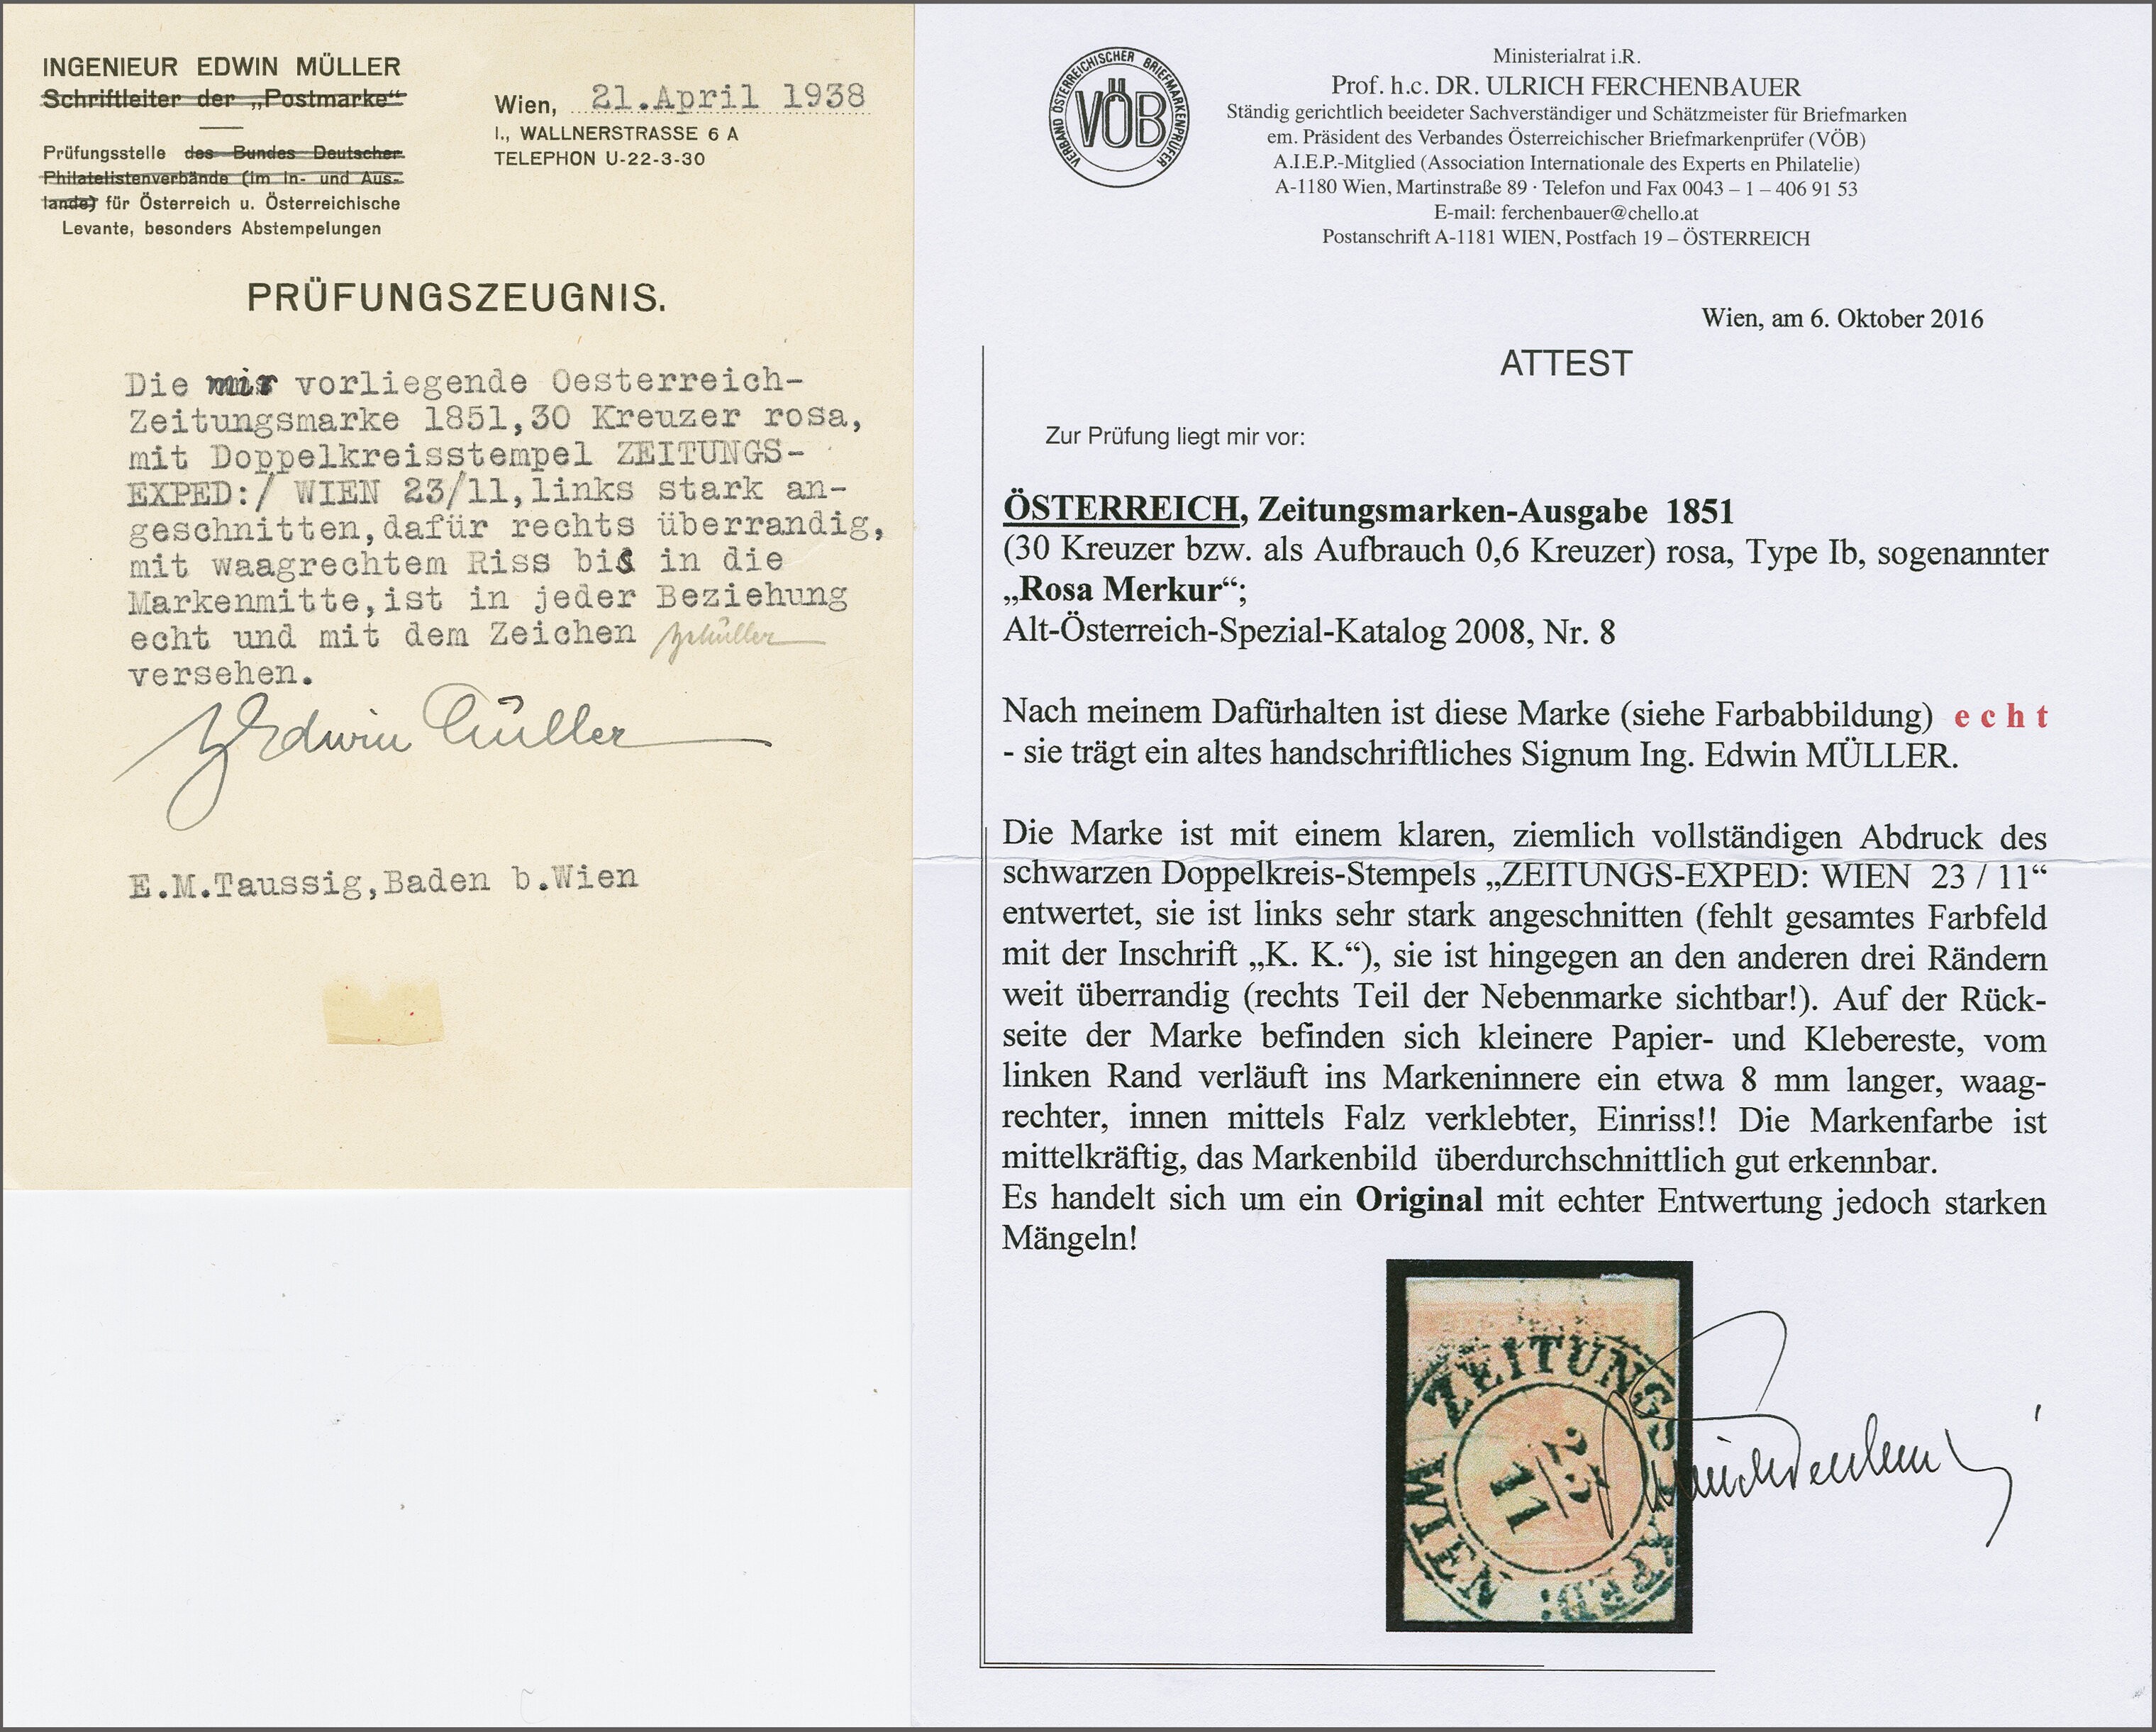 INGENIEUR EDWIN MÜLLER
Schriftleiter der „Postmarke“
Prüfungsstelle des Bundes Deutscher
Philatelistenverbände (im In- und Aus-
lande) für Österreich u. Österreichische
Levante, besonders Abstempelungen
Wien, 21.April 1938
I., WALLNERSTRASSE 6 A
TELEPHON U-22-3-30
PRÜFUNGSZEUGNIS.
Die mir vorliegende Oesterreich-
Zeitungsmarke 1851,30 Kreuzer rosa,
mit Doppelkreisstempel ZEITUNGS-
EXPED:/ WIEN 23/11,links stark an-
geschnitten,dafür rechts überrandig,
mit waagrechtem Riss bis in die
Markenmitte,ist in jeder Beziehung
echt und mit dem Zeichen
versehen.
Edwin Müller
E.M.Taussig,Baden b.Wien
VERBAND ÖSTERREICHISCHER BRIEFMARKENPRÜFER
VÖB
Ministerialrat i.R.
Prof. h.c. DR. ULRICH FERCHENBAUER
Ständig gerichtlich beeideter Sachverständiger und Schätzmeister für Briefmarken
em. Präsident des Verbandes Österreichischer Briefmarkenprüfer (VÖB)
A.I.E.P.-Mitglied (Association Internationale des Experts en Philatelie)
A-1180 Wien, Martinstraße 89 · Telefon und Fax 0043 – 1 – 406 91 53
E-mail: ferchenbauer@chello.at
Postanschrift A-1181 WIEN, Postfach 19 – ÖSTERREICH
Wien, am 6. Oktober 2016
ATTEST
Zur Prüfung liegt mir vor:
ÖSTERREICH, Zeitungsmarken-Ausgabe 1851
(30 Kreuzer bzw. als Aufbrauch 0,6 Kreuzer) rosa, Type Ib, sogenannter
„Rosa Merkur“;
Alt-Österreich-Spezial-Katalog 2008, Nr. 8
Nach meinem Dafürhalten ist diese Marke (siehe Farbabbildung) e c h t
- sie trägt ein altes handschriftliches Signum Ing. Edwin MÜLLER.
Die Marke ist mit einem klaren, ziemlich vollständigen Abdruck des
schwarzen Doppelkreis-Stempels „ZEITUNGS-EXPED: WIEN 23 / 11“
entwertet, sie ist links sehr stark angeschnitten (fehlt gesamtes Farbfeld
mit der Inschrift „K. K.“), sie ist hingegen an den anderen drei Rändern
weit überrandig (rechts Teil der Nebenmarke sichtbar!). Auf der Rück-
seite der Marke befinden sich kleinere Papier- und Klebereste, vom
linken Rand verläuft ins Markeninnere ein etwa 8 mm langer, waag-
rechter, innen mittels Falz verklebter, Einriss!! Die Markenfarbe ist
mittelkräftig, das Markenbild überdurchschnittlich gut erkennbar.
Es handelt sich um ein Original mit echter Entwertung jedoch starken
Mängeln!
ZEITUNGS
23
11
WIEN